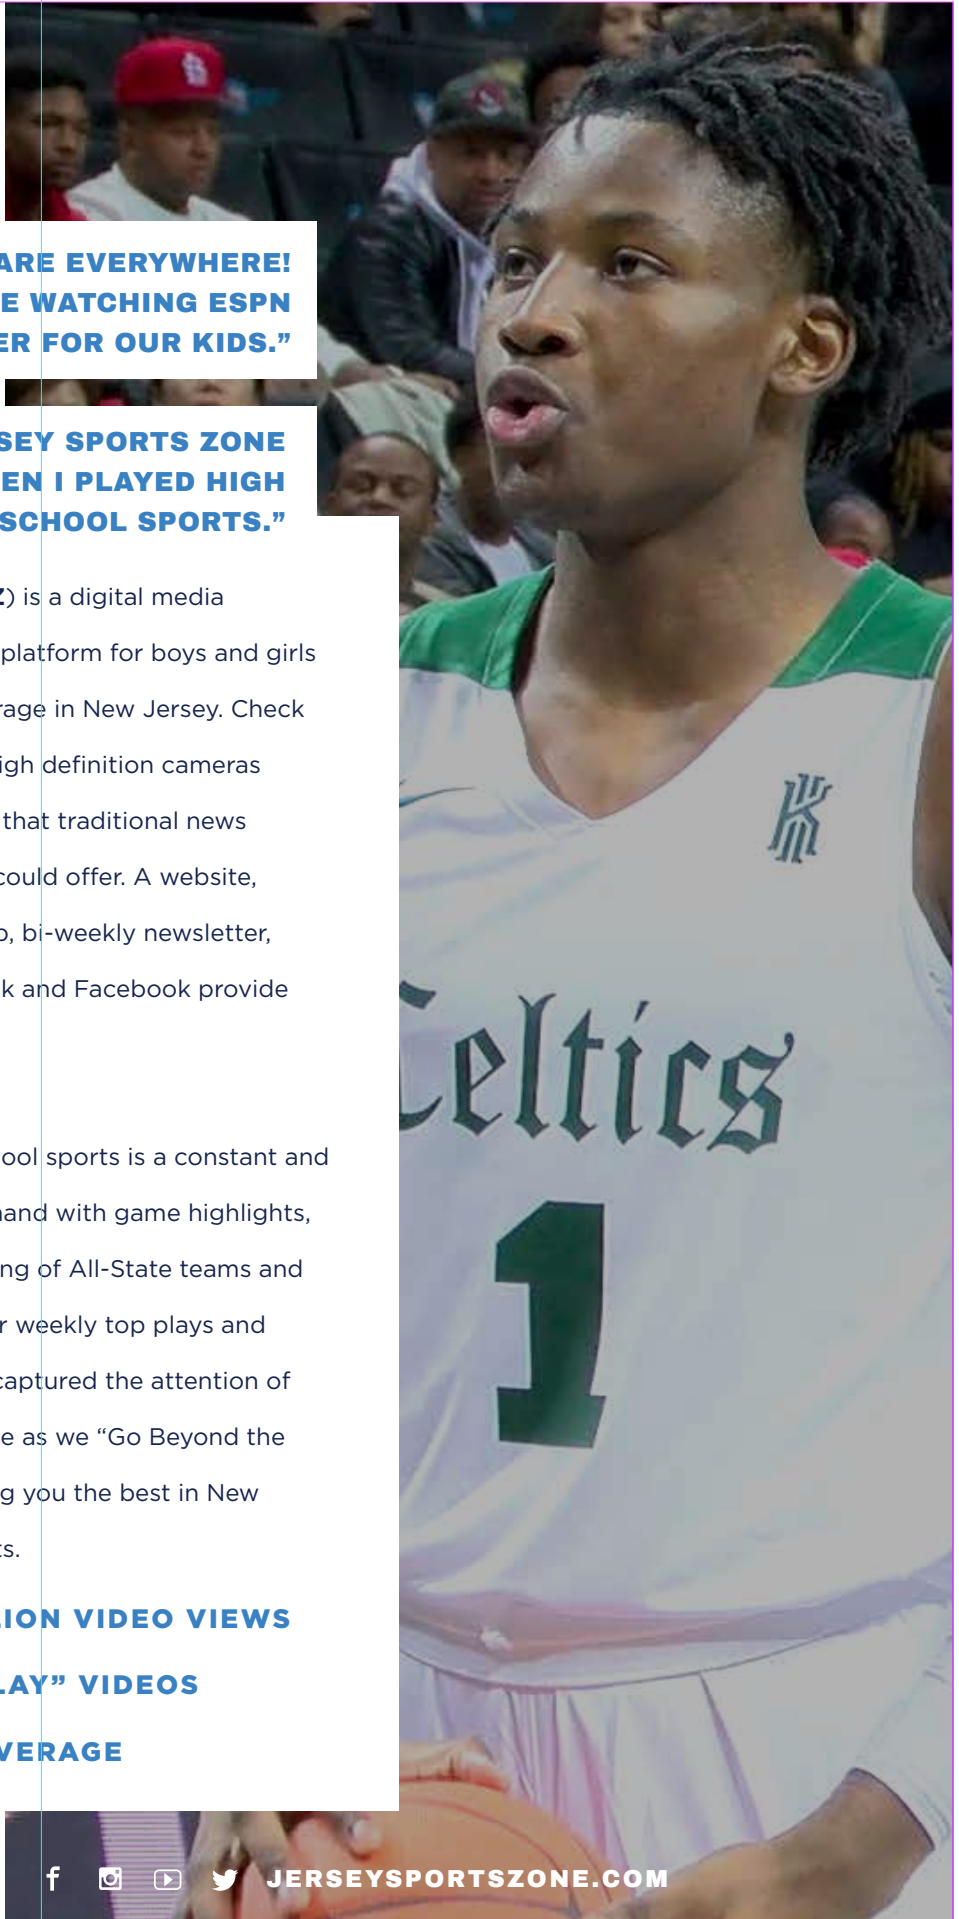 ARE EVERYWHERE!
E WATCHING ESPN
ER FOR OUR KIDS.”
SEY SPORTS ZONE
EN I PLAYED HIGH
SCHOOL SPORTS.”
Z) is a digital media
platform for boys and girls
rage in New Jersey. Check
igh definition cameras
that traditional news
could offer. A website,
p, bi-weekly newsletter,
k and Facebook provide
ool sports is a constant and
hand with game highlights,
ng of All-State teams and
r weekly top plays and
captured the attention of
e as we “Go Beyond the
g you the best in New
ts.
LION VIDEO VIEWS
LAY” VIDEOS
VERAGE
Celtics
1
JERSEYSPORTSZONE.COM